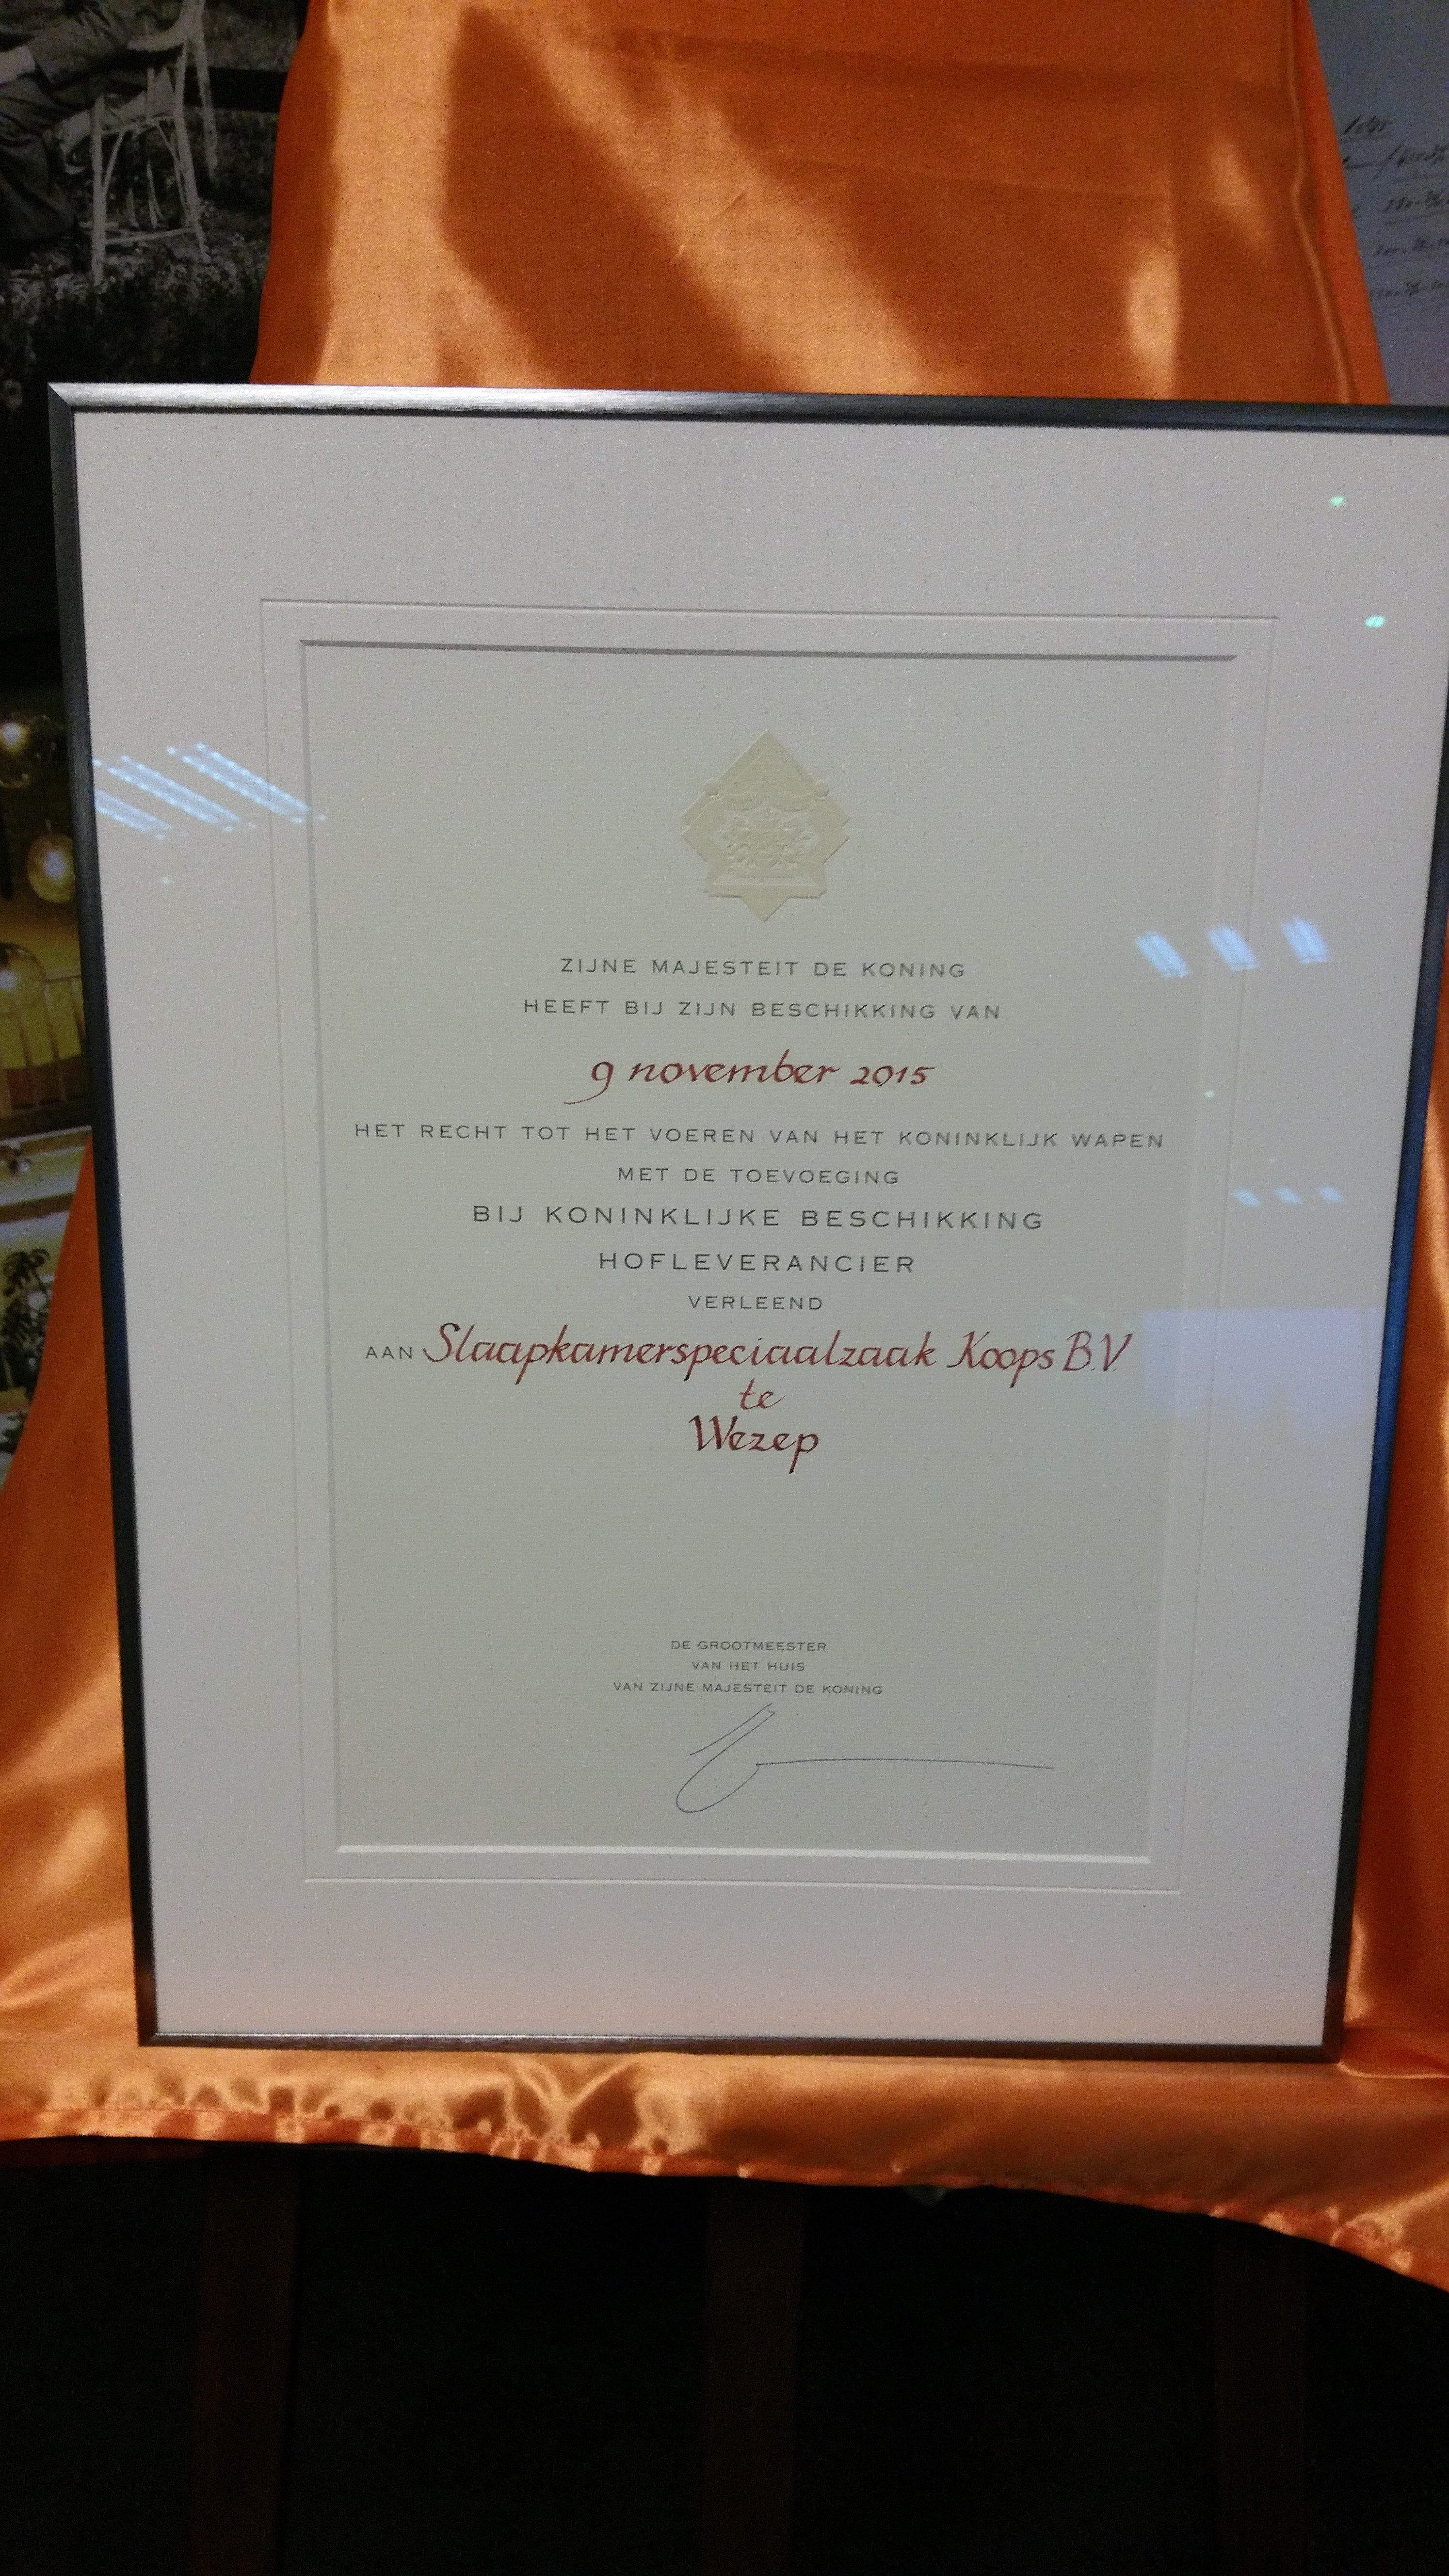 ZIJNE MAJESTEIT DE KONING
HEEFT BIJ ZIJN BESCHIKKING VAN
9 november 2015
HET RECHT TOT HET VOEREN VAN HET KONINKLIJK WAPEN
MET DE TOEVOEGING
BIJ KONINKLIJKE BESCHIKKING
HOFLEVERANCIER
VERLEEND
AAN Slaapkamerspeciaalzaak Koops B.V.
te
Wezep
DE GROOTMEESTER
VAN HET HUIS
VAN ZIJNE MAJESTEIT DE KONING